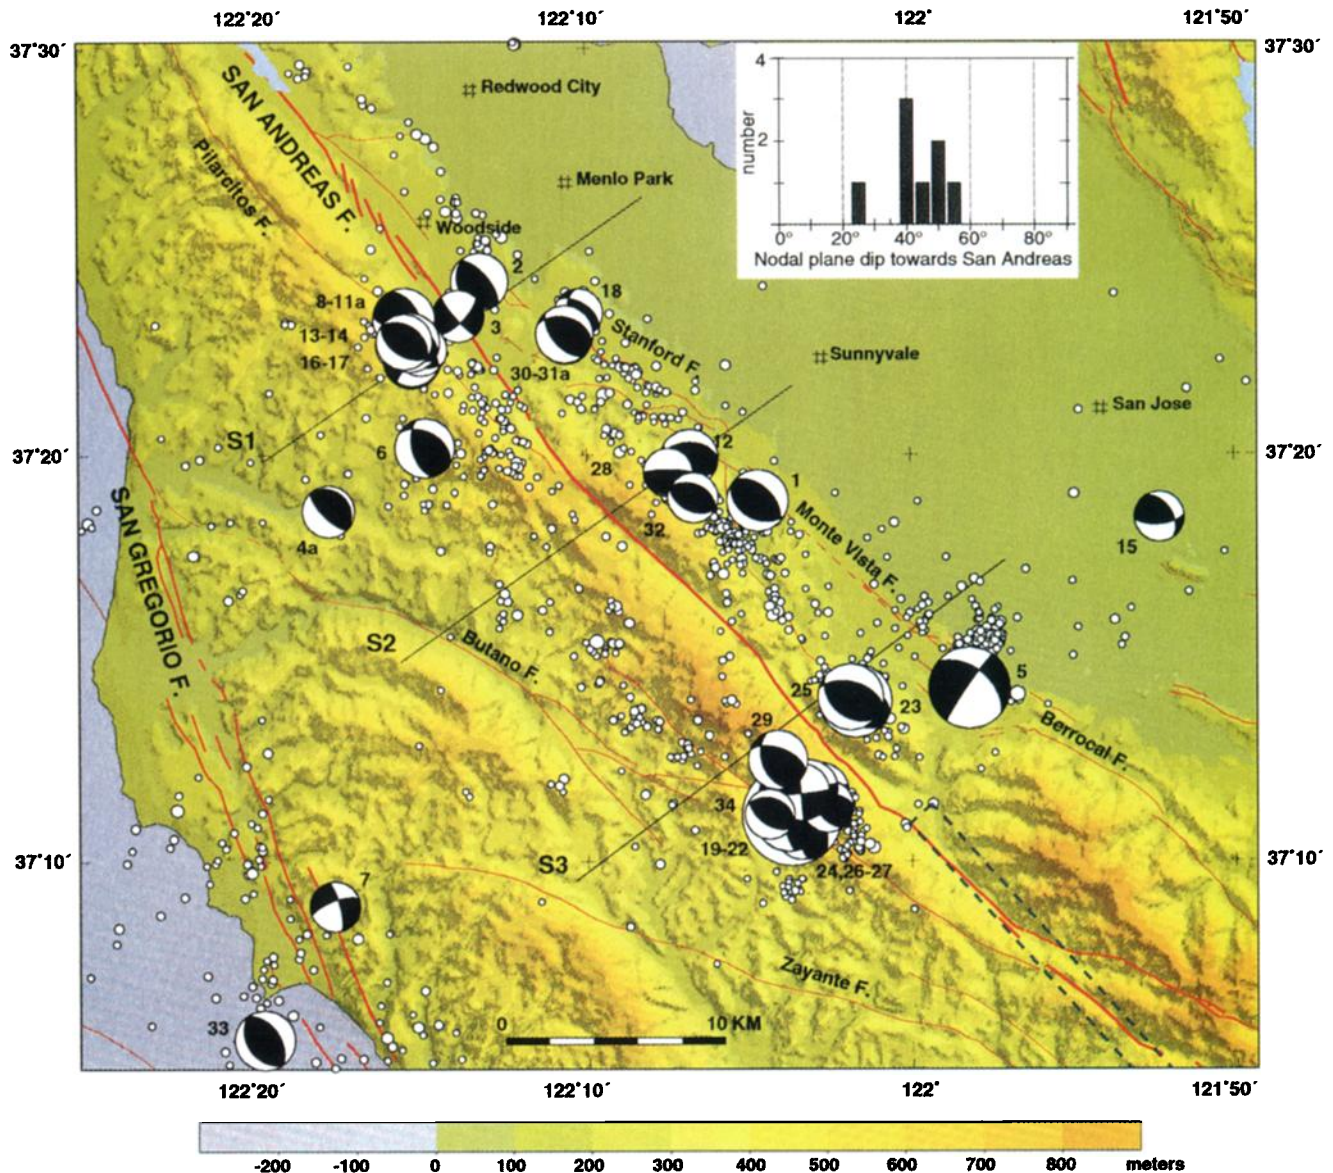 122°20´ 122°10´ 122° 121°50´
37°30´ 37°30´
SAN ANDREAS F.
Pilarcitos F.
Redwood City
Menlo Park
Woodside
4
2
number
0° 20° 40° 60° 80°
Nodal plane dip towards San Andreas
2
8-11a
18
3
13-14
Stanford F.
16-17
30-31a
Sunnyvale
San Jose
S1
37°20´ 37°20´
6
12
28
1
SAN GREGORIO F.
Monte Vista F.
32
4a
15
S2
Butano F.
5
25
23
29
Berrocal F.
34
19-22
S3
24,26-27
37°10´ 37°10´
7
Zayante F.
33
0 10 KM
122°20´ 122°10´ 122° 121°50´
-200 -100 0 100 200 300 400 500 600 700 800 meters